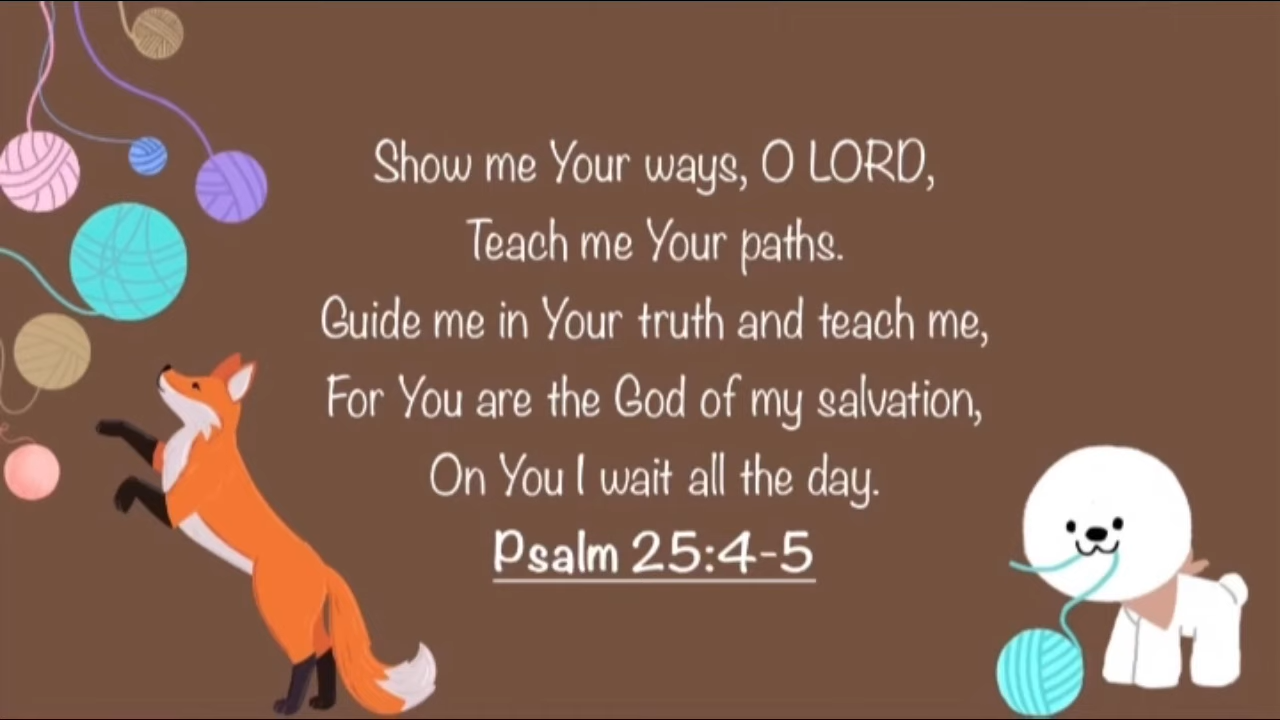 Show me Your ways, O LORD,
Teach me Your paths.
Guide me in Your truth and teach me,
For You are the God of my salvation,
On You I wait all the day.
Psalm 25:4-5